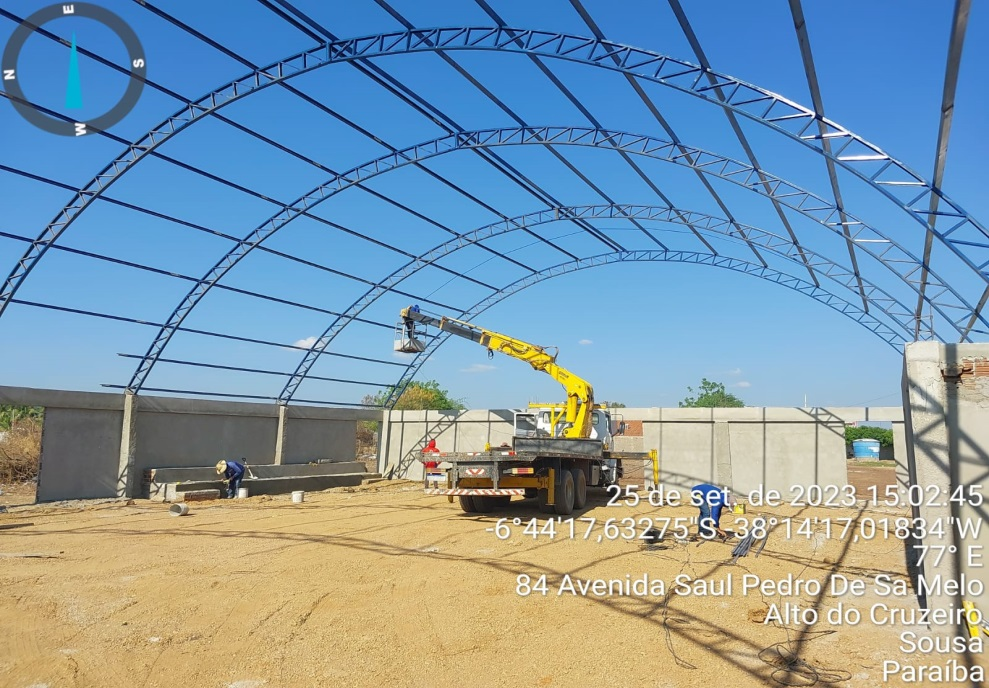 E
N
S
W
25 de set. de 2023 15:02:45
6°44'17,63275"S -38°14'17,01834"W
77° E
84 Avenida Saul Pedro De Sa Melo
Alto do Cruzeiro
Sousa
Paraíba